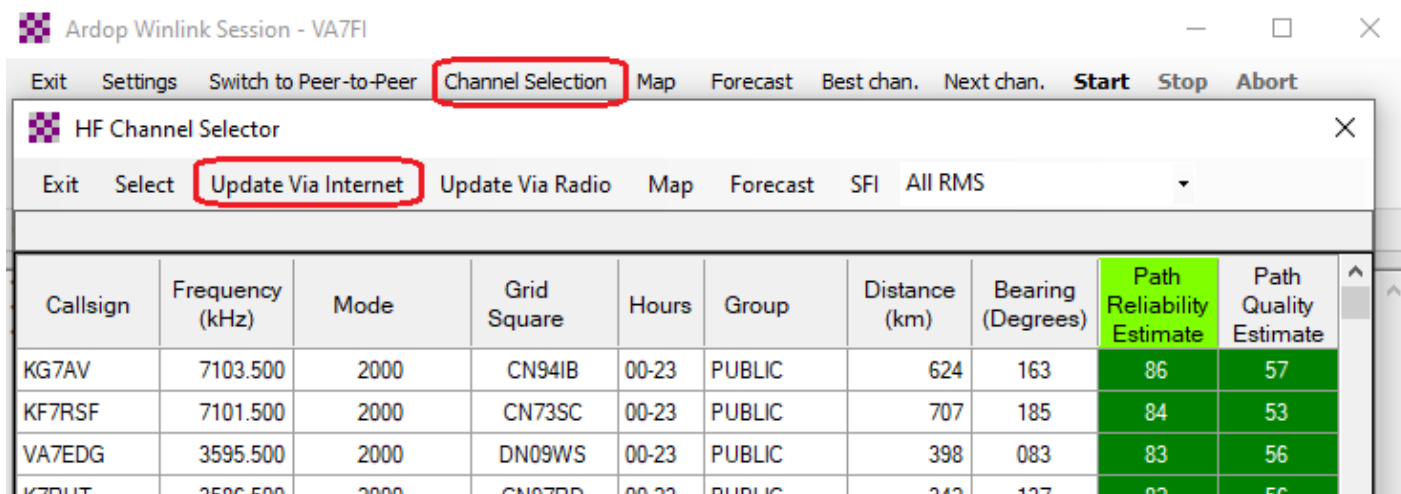 Ardop Winlink Session - VA7FI
Exit Settings Switch to Peer-to-Peer Channel Selection Map Forecast Best chan. Next chan. Start Stop Abort
HF Channel Selector
Exit Select Update Via Internet Update Via Radio Map Forecast SFI All RMS
Callsign Frequency (kHz) Mode Grid Square Hours Group Distance (km) Bearing (Degrees) Path Reliability Estimate Path Quality Estimate
KG7AV 7103.500 2000 CN94IB 00-23 PUBLIC 624 163 86 57
KF7RSF 7101.500 2000 CN73SC 00-23 PUBLIC 707 185 84 53
VA7EDG 3595.500 2000 DN09WS 00-23 PUBLIC 398 083 83 56